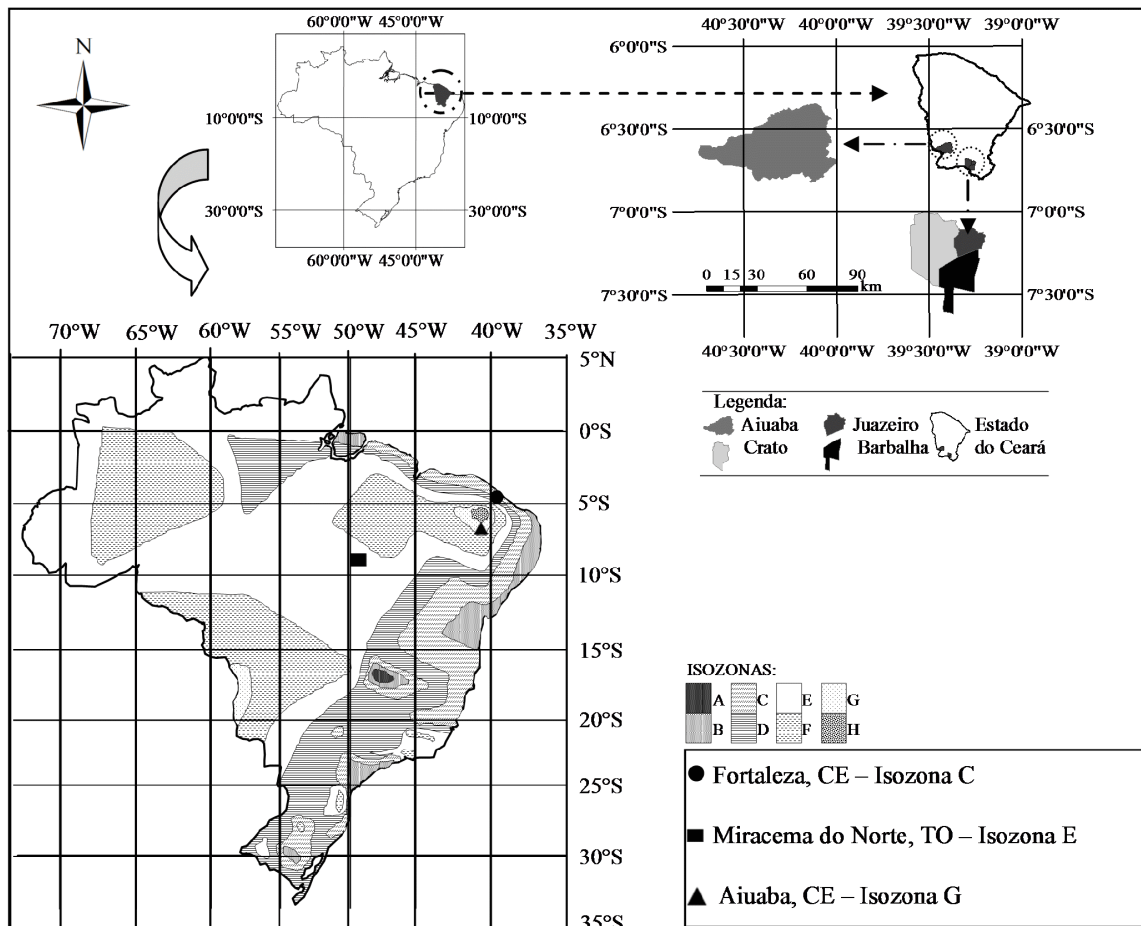 60°0'0"W 45°0'0"W
N
10°0'0"S
10°0'0"S
30°0'0"S
30°0'0"S
60°0'0"W 45°0'0"W
40°30'0"W 40°0'0"W 39°30'0"W 39°0'0"W
6°0'0"S
6°0'0"S
6°30'0"S
6°30'0"S
7°0'0"S
7°0'0"S
0 15 30 60 90
km
7°30'0"S
7°30'0"S
40°30'0"W 40°0'0"W 39°30'0"W 39°0'0"W
70°W 65°W 60°W 55°W 50°W 45°W 40°W 35°W
5°N
0°S
5°S
10°S
15°S
20°S
25°S
30°S
35°S
Legenda:
Aiuaba Juazeiro Estado
Crato Barbalha do Ceará
ISOZONAS:
A C E G
B D F H
Fortaleza, CE – Isozona C
Miracema do Norte, TO – Isozona E
Aiuaba, CE – Isozona G